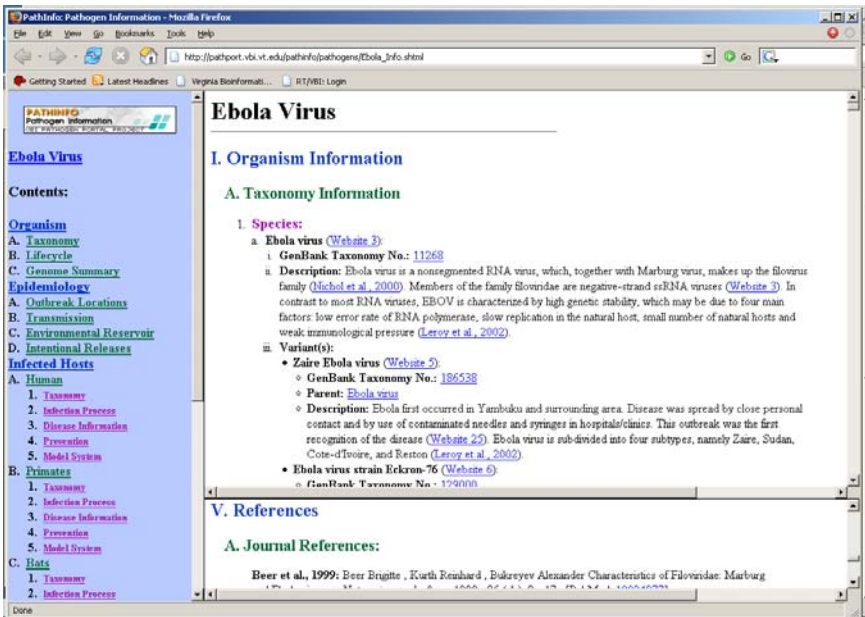 PathInfo: Pathogen Information - Mozilla Firefox
File Edit View Go Bookmarks Tools Help
http://pathport.vbi.vt.edu/pathinfo/pathogens/Ebola_Info.shtml
Go
Getting Started Latest Headlines Virginia Bioinformati... RT/VBI: Login
PATHINFO
Pathogen Information
VBI PATHOGEN PORTAL PROJECT
Ebola Virus
Contents:
Organism
A. Taxonomy
B. Lifecycle
C. Genome Summary
Epidemiology
A. Outbreak Locations
B. Transmission
C. Environmental Reservoir
D. Intentional Releases
Infected Hosts
A. Human
1. Taxonomy
2. Infection Process
3. Disease Information
4. Prevention
5. Model System
B. Primates
1. Taxonomy
2. Infection Process
3. Disease Information
4. Prevention
5. Model System
C. Bats
1. Taxonomy
2. Infection Process
Ebola Virus
I. Organism Information
A. Taxonomy Information
1. Species:
a. Ebola virus (Website 3):
i. GenBank Taxonomy No.: 11268
ii. Description: Ebola virus is a nonsegmented RNA virus, which, together with Marburg virus, makes up the filovirus
family (Nichol et al., 2000). Members of the family filoviridae are negative-strand ssRNA viruses (Website 3). In
contrast to most RNA viruses, EBOV is characterized by high genetic stability, which may be due to four main
factors: low error rate of RNA polymerase, slow replication in the natural host, small number of natural hosts and
weak immunological pressure (Leroy et al., 2002).
iii. Variant(s):
• Zaire Ebola virus (Website 5):
◦ GenBank Taxonomy No.: 186538
◦ Parent: Ebola virus
◦ Description: Ebola first occurred in Yambuku and surrounding area. Disease was spread by close personal
contact and by use of contaminated needles and syringes in hospitals/clinics. This outbreak was the first
recognition of the disease (Website 25). Ebola virus is subdivided into four subtypes, namely Zaire, Sudan,
Cote-d'Ivoire, and Reston (Leroy et al., 2002).
• Ebola virus strain Eckron-76 (Website 6):
◦ GenBank Taxonomy No.: 129000
V. References
A. Journal References:
Beer et al., 1999: Beer Brigitte , Kurth Reinhard , Bukreyev Alexander Characteristics of Filoviridae: Marburg
Done